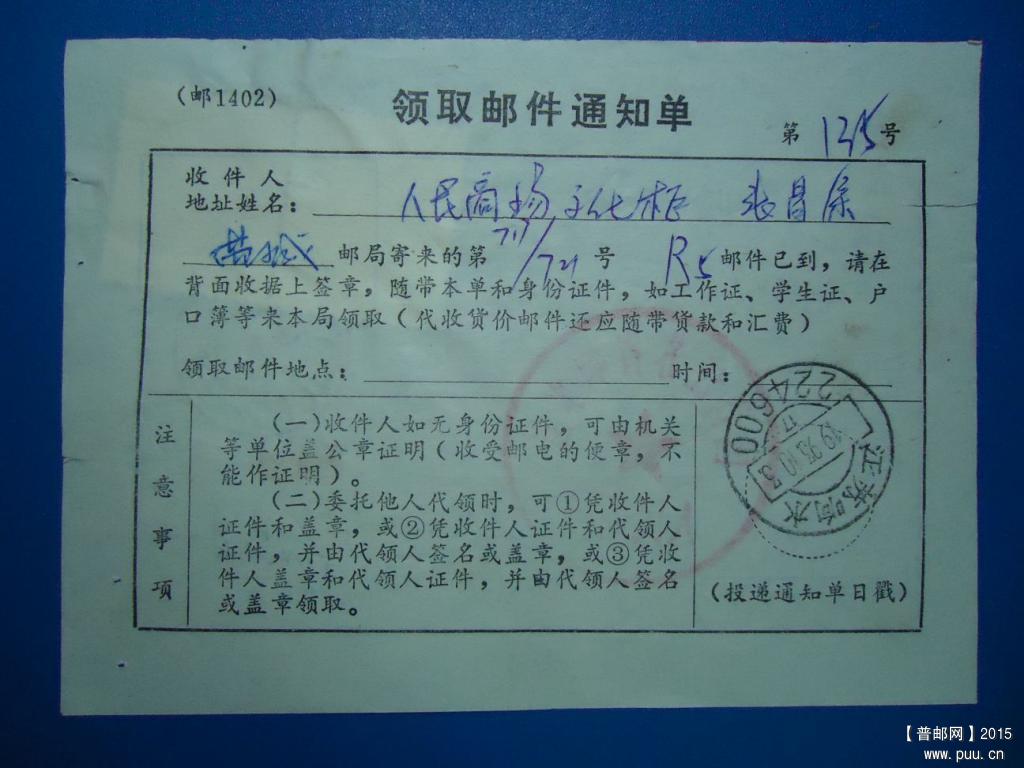 (邮1402)
领取邮件通知单
第 125 号
收件人
地址姓名： 人民商场文化柜 张昌
邮局寄来的第 号 邮件已到，请在
背面收据上签章，随带本单和身份证件，如工作证、学生证、户
口簿等来本局领取（代收货价邮件还应随带货款和汇费）
领取邮件地点： 时间：
注意事项
(一)收件人如无身份证件，可由机关
等单位盖公章证明（收受邮电的便章，不
能作证明）。
(二)委托他人代领时，可①凭收件人
证件和盖章，或②凭收件人证件和代领人
证件，并由代领人签名或盖章，或③凭收
件人盖章和代领人证件，并由代领人签名
或盖章领取。
224600
江苏响水
（投递通知单日戳）
【普邮网】2015
www.puu.cn